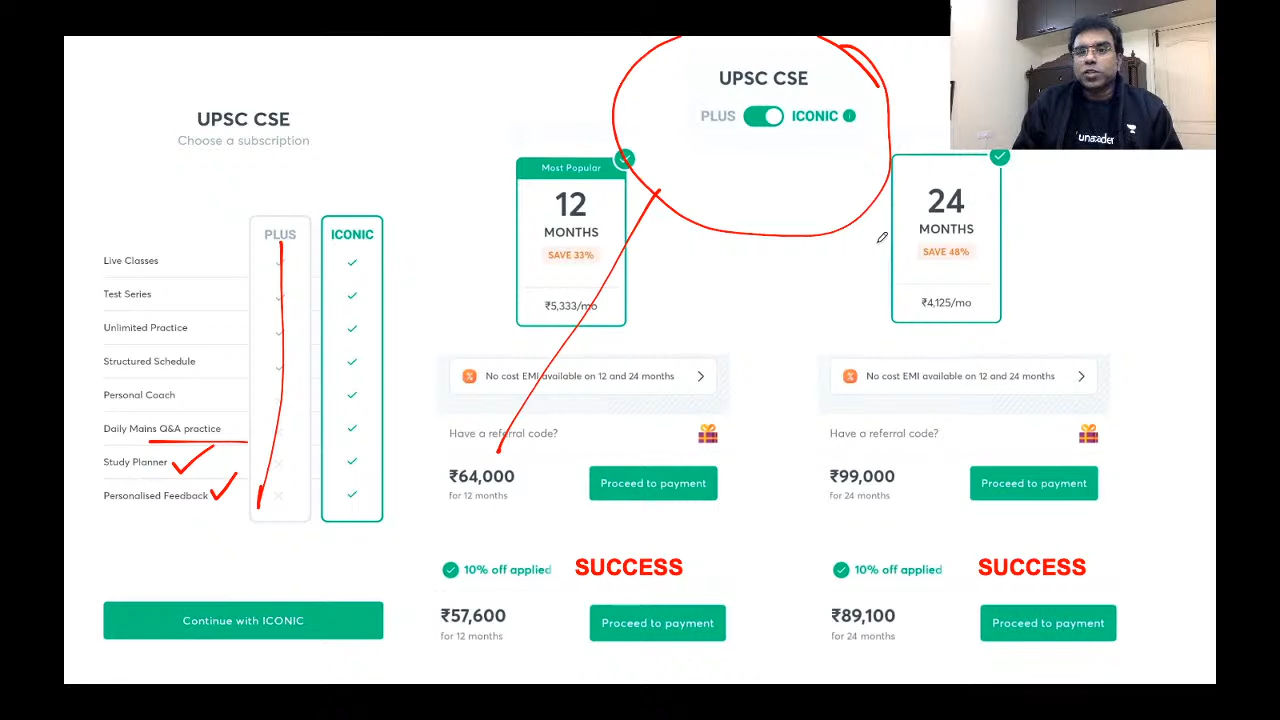 UPSC CSE
Choose a subscription
PLUS
ICONIC
Live Classes
Test Series
Unlimited Practice
Structured Schedule
Personal Coach
Daily Mains Q&A practice
Study Planner
Personalised Feedback
Continue with ICONIC
UPSC CSE
PLUS ICONIC
Most Popular
12
MONTHS
SAVE 33%
₹5,333/mo
No cost EMI available on 12 and 24 months
Have a referral code?
₹64,000
for 12 months
Proceed to payment
10% off applied
SUCCESS
₹57,600
for 12 months
Proceed to payment
24
MONTHS
SAVE 48%
₹4,125/mo
No cost EMI available on 12 and 24 months
Have a referral code?
₹99,000
for 24 months
Proceed to payment
10% off applied
SUCCESS
₹89,100
for 24 months
Proceed to payment